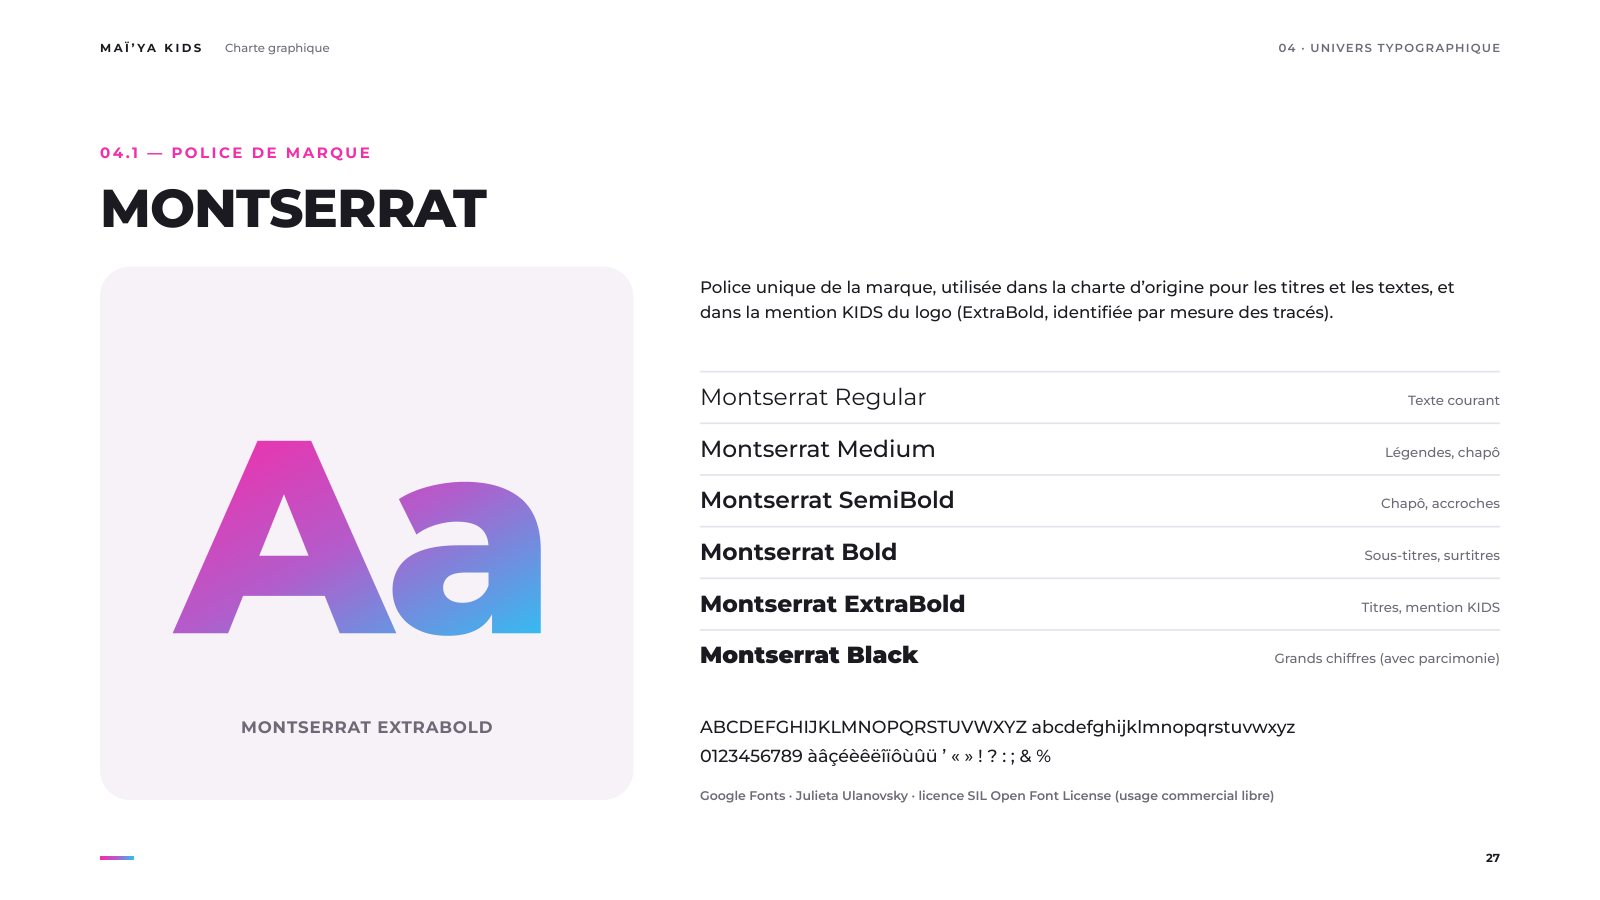 MAÏ’YA KIDS Charte graphique
04 · UNIVERS TYPOGRAPHIQUE
04.1 — POLICE DE MARQUE
MONTSERRAT
Aa
MONTSERRAT EXTRABOLD
Police unique de la marque, utilisée dans la charte d’origine pour les titres et les textes, et
dans la mention KIDS du logo (ExtraBold, identifiée par mesure des tracés).
Montserrat Regular Texte courant
Montserrat Medium Légendes, chapô
Montserrat SemiBold Chapô, accroches
Montserrat Bold Sous-titres, surtitres
Montserrat ExtraBold Titres, mention KIDS
Montserrat Black Grands chiffres (avec parcimonie)
ABCDEFGHIJKLMNOPQRSTUVWXYZ abcdefghijklmnopqrstuvwxyz
0123456789 àâçéèêëîïôùûü ’ « » ! ? : ; & %
Google Fonts · Julieta Ulanovsky · licence SIL Open Font License (usage commercial libre)
27